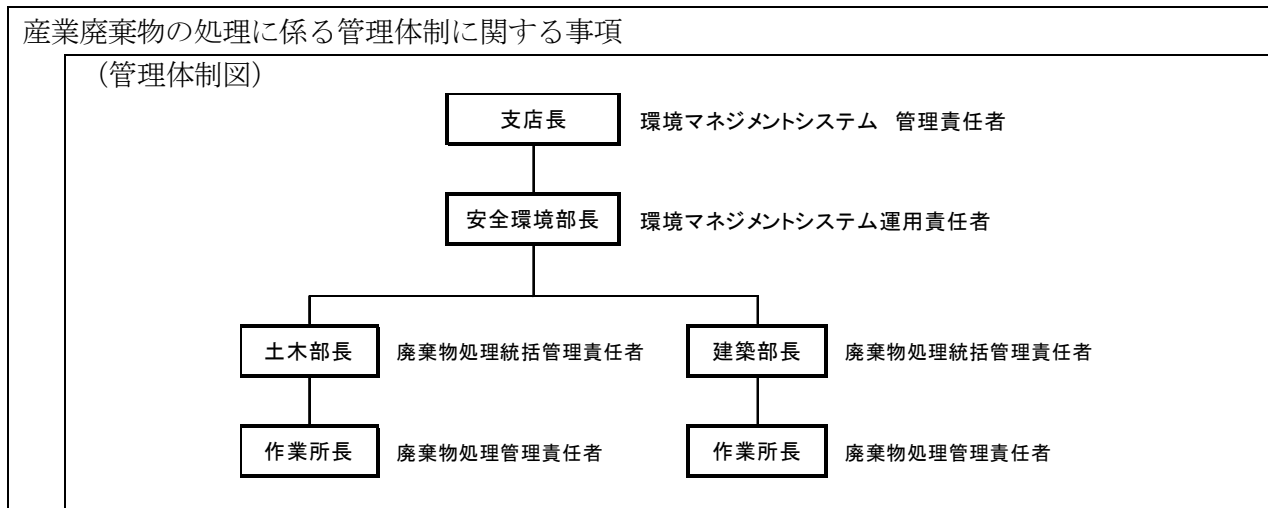 産業廃棄物の処理に係る管理体制に関する事項
（管理体制図）
支店長 環境マネジメントシステム 管理責任者
安全環境部長 環境マネジメントシステム運用責任者
土木部長 廃棄物処理統括管理責任者 建築部長 廃棄物処理統括管理責任者
作業所長 廃棄物処理管理責任者 作業所長 廃棄物処理管理責任者